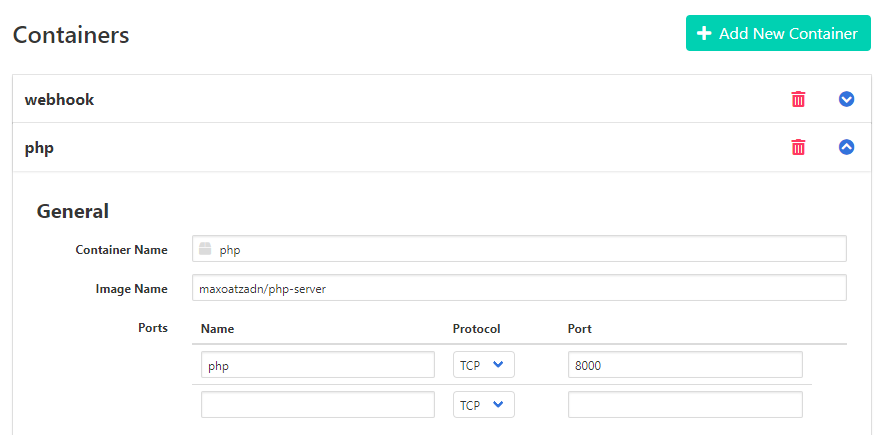 Containers
Add New Container
webhook
php
General
Container Name php
Image Name maxoatzadn/php-server
Ports Name Protocol Port
php TCP 8000
TCP